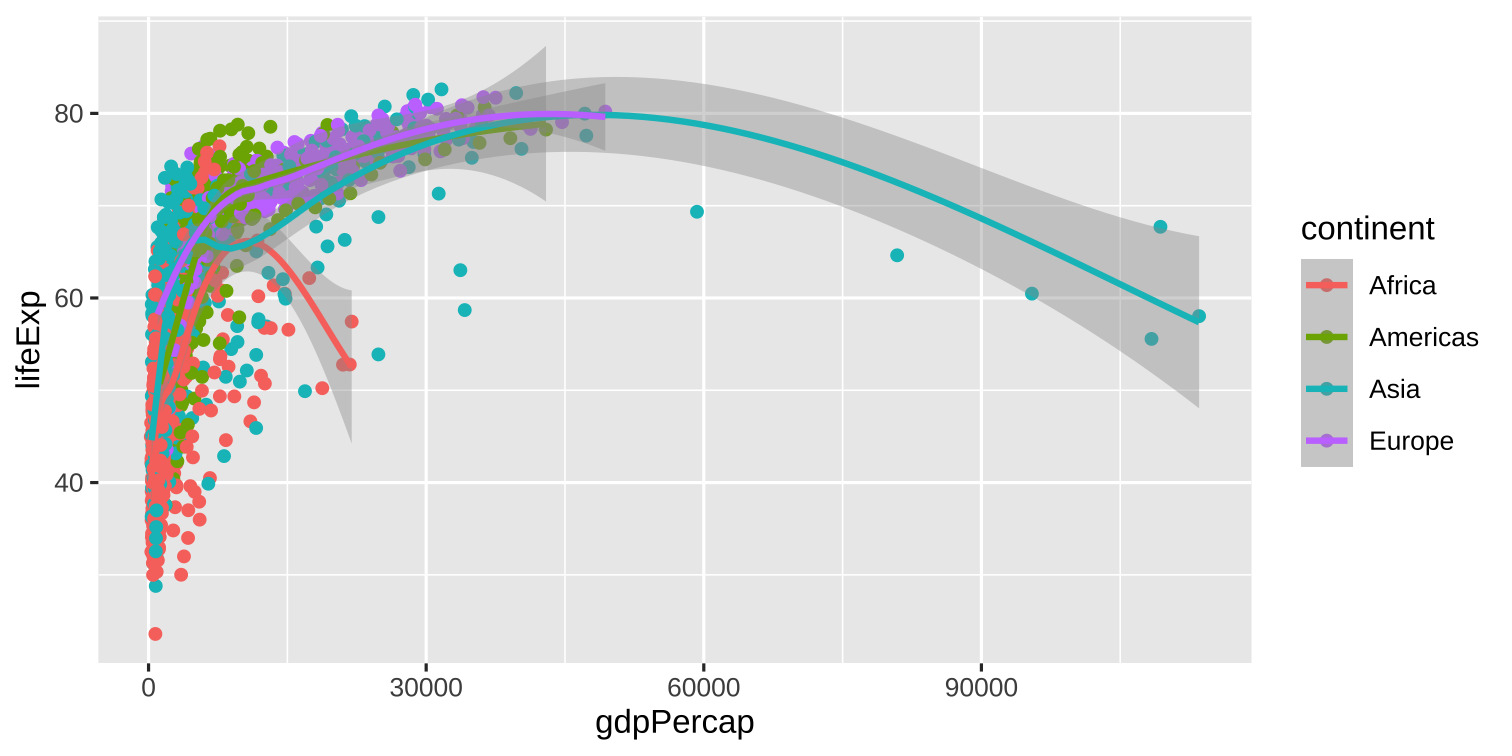 lifeExp
80
60
40
0 30000 60000 90000
gdpPercap
continent
Africa
Americas
Asia
Europe